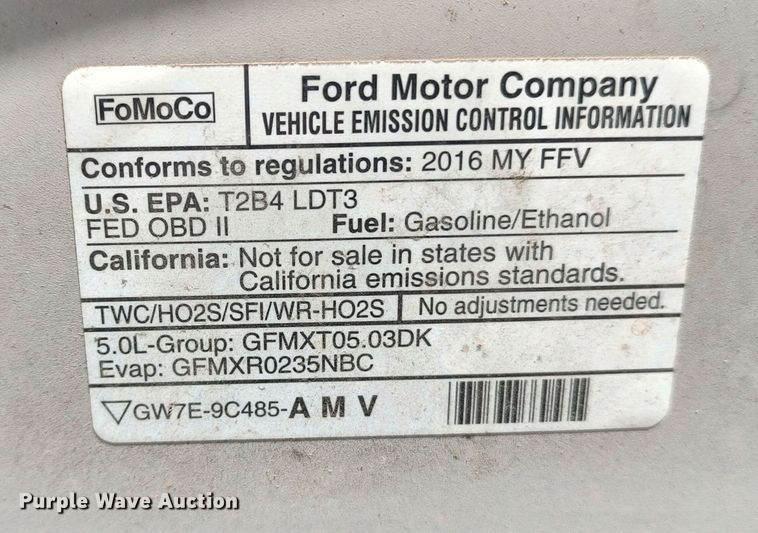 FoMoCo
Ford Motor Company
VEHICLE EMISSION CONTROL INFORMATION
Conforms to regulations: 2016 MY FFV
U.S. EPA: T2B4 LDT3
FED OBD II Fuel: Gasoline/Ethanol
California: Not for sale in states with
California emissions standards.
TWC/HO2S/SFI/WR-HO2S No adjustments needed.
5.0L-Group: GFMXT05.03DK
Evap: GFMXR0235NBC
▽GW7E-9C485-A M V
Purple Wave Auction